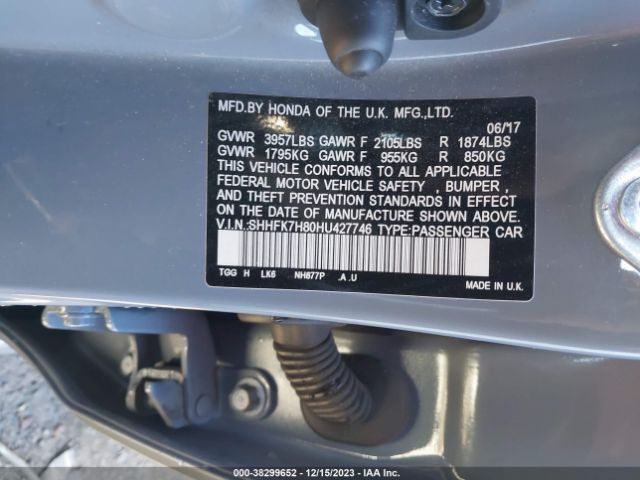 MFD.BY HONDA OF THE U.K. MFG.,LTD.
06/17
GVWR 3957LBS GAWR F 2105LBS R 1874LBS
GVWR 1795KG GAWR F 955KG R 850KG
THIS VEHICLE CONFORMS TO ALL APPLICABLE
FEDERAL MOTOR VEHICLE SAFETY , BUMPER ,
AND THEFT PREVENTION STANDARDS IN EFFECT
ON THE DATE OF MANUFACTURE SHOWN ABOVE.
V.I.N:SHHFK7H80HU427746 TYPE:PASSENGER CAR
TGG H LK6 NH877P .A .U
MADE IN U.K.
000-38299652 - 12/15/2023 - IAA Inc.